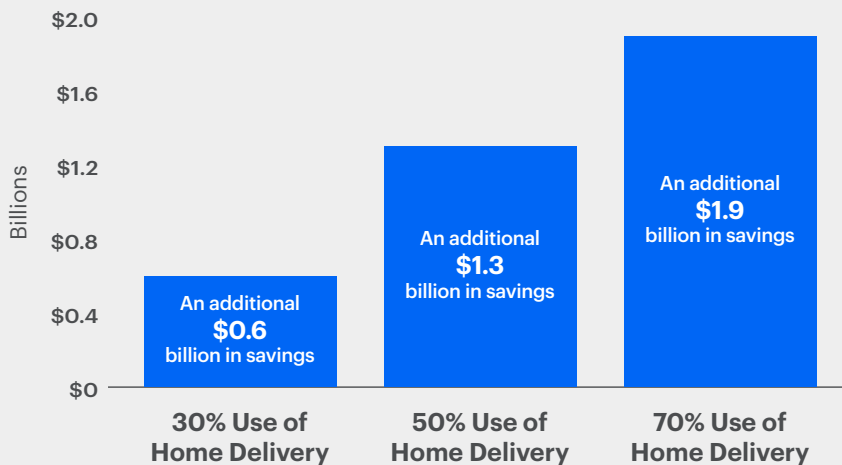 $2.0
$1.6
$1.2
$0.8
$0.4
$0
Billions
An additional
$0.6
billion in savings
An additional
$1.3
billion in savings
An additional
$1.9
billion in savings
30% Use of
Home Delivery
50% Use of
Home Delivery
70% Use of
Home Delivery